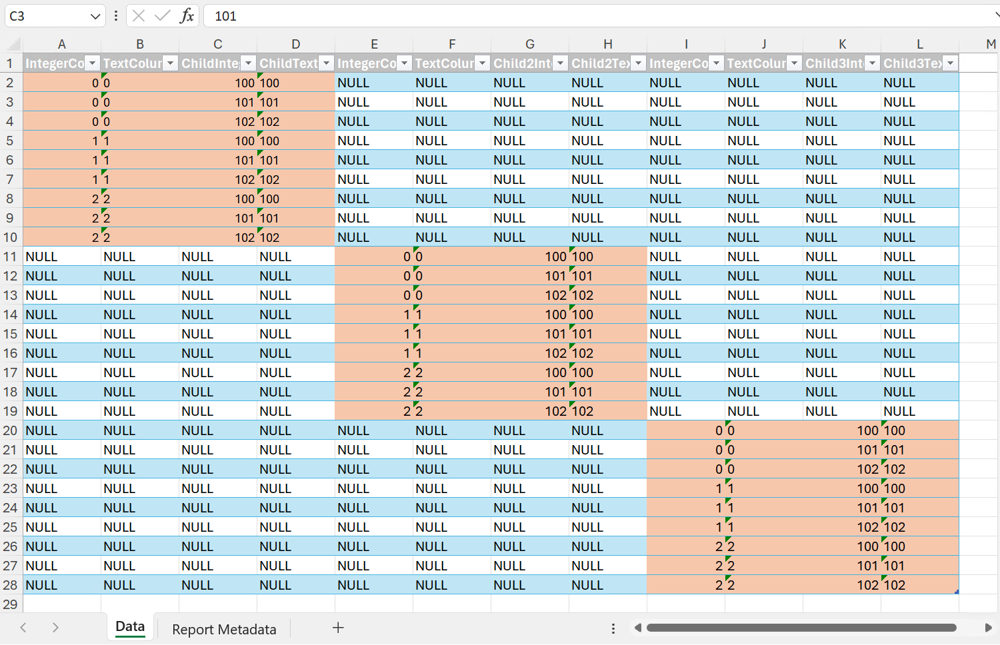 C3 fx 101
A B C D E F G H I J K L M
1 IntegerCo TextColur ChildInte ChildText IntegerCo TextColur Child2Int Child2Tex IntegerCo TextColur Child3Int Child3Tex
2 0 0 100 100 NULL NULL NULL NULL NULL NULL NULL NULL
3 0 0 101 101 NULL NULL NULL NULL NULL NULL NULL NULL
4 0 0 102 102 NULL NULL NULL NULL NULL NULL NULL NULL
5 1 1 100 100 NULL NULL NULL NULL NULL NULL NULL NULL
6 1 1 101 101 NULL NULL NULL NULL NULL NULL NULL NULL
7 1 1 102 102 NULL NULL NULL NULL NULL NULL NULL NULL
8 2 2 100 100 NULL NULL NULL NULL NULL NULL NULL NULL
9 2 2 101 101 NULL NULL NULL NULL NULL NULL NULL NULL
10 2 2 102 102 NULL NULL NULL NULL NULL NULL NULL NULL
11 NULL NULL NULL NULL 0 0 100 100 NULL NULL NULL NULL
12 NULL NULL NULL NULL 0 0 101 101 NULL NULL NULL NULL
13 NULL NULL NULL NULL 0 0 102 102 NULL NULL NULL NULL
14 NULL NULL NULL NULL 1 1 100 100 NULL NULL NULL NULL
15 NULL NULL NULL NULL 1 1 101 101 NULL NULL NULL NULL
16 NULL NULL NULL NULL 1 1 102 102 NULL NULL NULL NULL
17 NULL NULL NULL NULL 2 2 100 100 NULL NULL NULL NULL
18 NULL NULL NULL NULL 2 2 101 101 NULL NULL NULL NULL
19 NULL NULL NULL NULL 2 2 102 102 NULL NULL NULL NULL
20 NULL NULL NULL NULL NULL NULL NULL NULL 0 0 100 100
21 NULL NULL NULL NULL NULL NULL NULL NULL 0 0 101 101
22 NULL NULL NULL NULL NULL NULL NULL NULL 0 0 102 102
23 NULL NULL NULL NULL NULL NULL NULL NULL 1 1 100 100
24 NULL NULL NULL NULL NULL NULL NULL NULL 1 1 101 101
25 NULL NULL NULL NULL NULL NULL NULL NULL 1 1 102 102
26 NULL NULL NULL NULL NULL NULL NULL NULL 2 2 100 100
27 NULL NULL NULL NULL NULL NULL NULL NULL 2 2 101 101
28 NULL NULL NULL NULL NULL NULL NULL NULL 2 2 102 102
29
Data Report Metadata